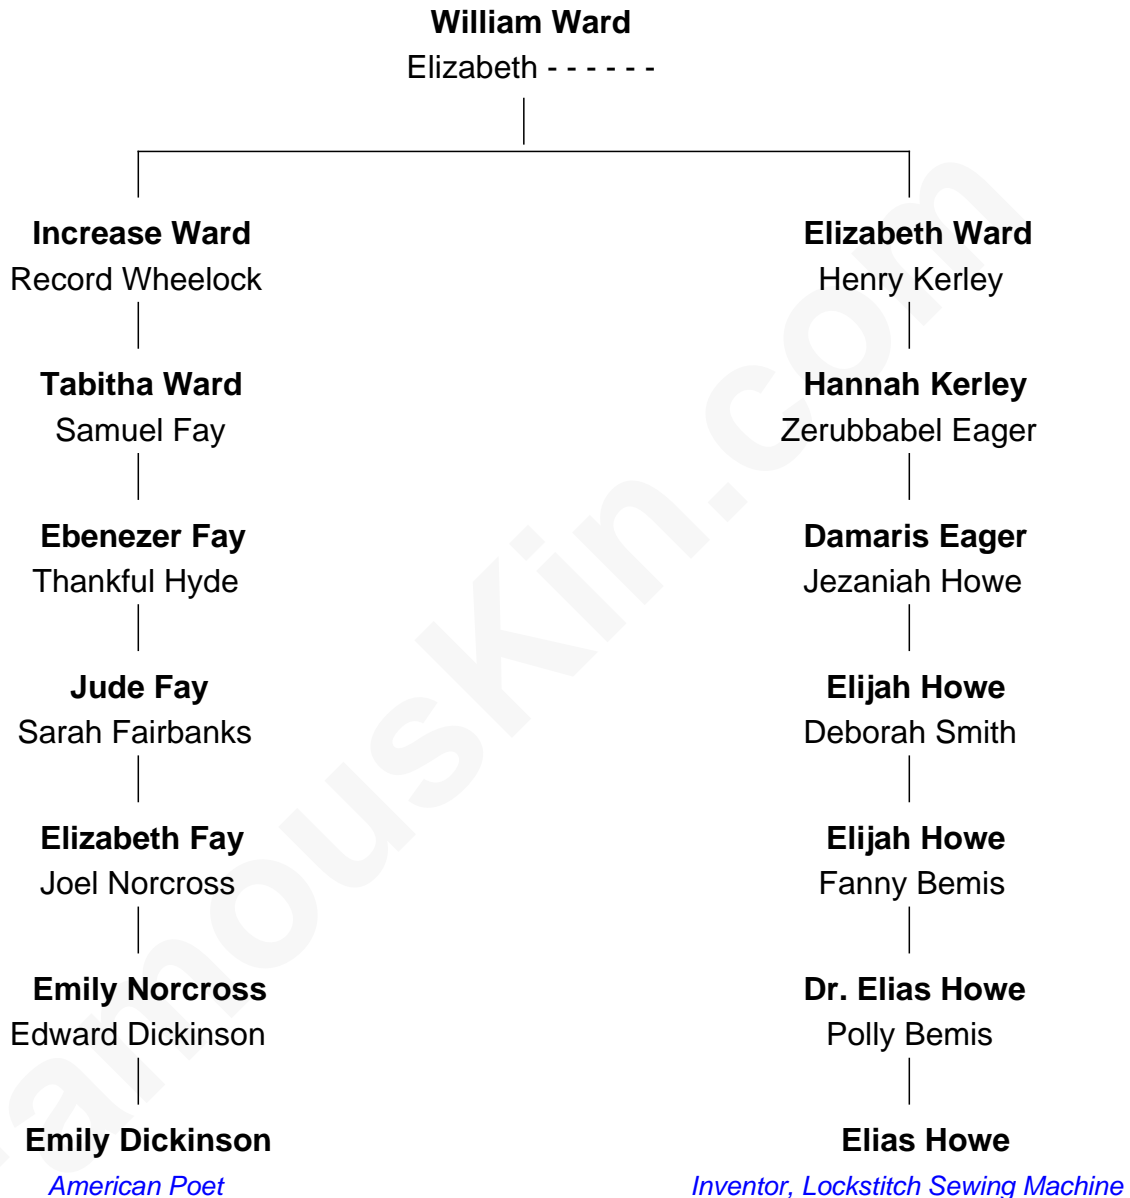 William Ward
Elizabeth - - - - - -
Increase Ward
Record Wheelock
Elizabeth Ward
Henry Kerley
Tabitha Ward
Samuel Fay
Hannah Kerley
Zerubbabel Eager
Ebenezer Fay
Thankful Hyde
Damaris Eager
Jezaniah Howe
Jude Fay
Sarah Fairbanks
Elijah Howe
Deborah Smith
Elizabeth Fay
Joel Norcross
Elijah Howe
Fanny Bemis
Emily Norcross
Edward Dickinson
Dr. Elias Howe
Polly Bemis
Emily Dickinson
American Poet
Elias Howe
Inventor, Lockstitch Sewing Machine
amousKin.com